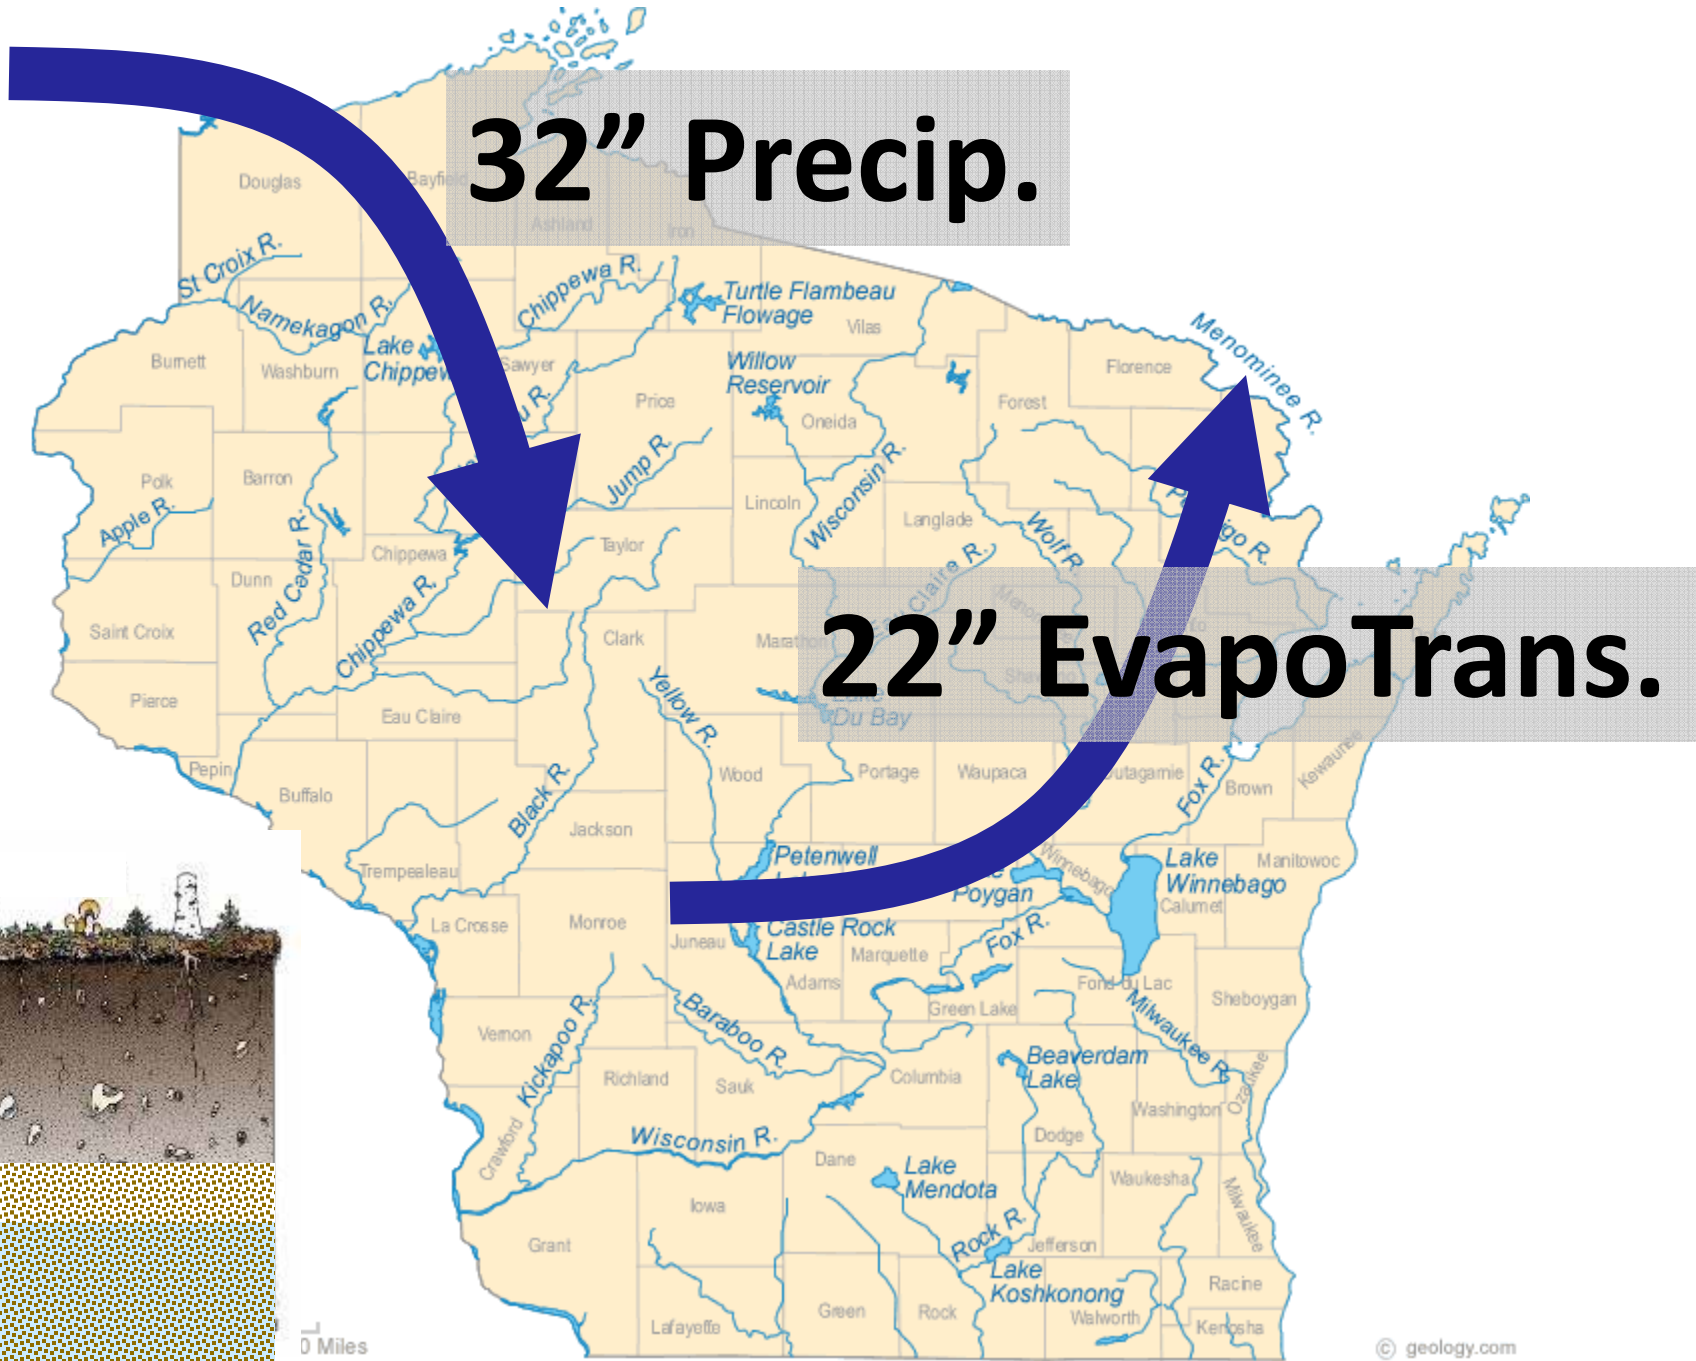 32” Precip.
Douglas
Bayfield
Ashland
Iron
St Croix R.
Namekagon R.
Chippewa R.
Turtle Flambeau
Flowage
Vilas
Menominee R.
Burnett
Washburn
Lake
Chippew
Sawyer
Willow
Reservoir
Florence
Price
Oneida
Forest
u R.
Jump R.
Wisconsin R.
Polk
Barron
Lincoln
Langlade
Apple R.
Red Cedar R.
Chippewa
Taylor
Wolf R.
go R.
Dunn
Chippewa R.
Claire R.
Saint Croix
Clark
Marathon
22” EvapoTrans.
Pierce
Eau Claire
Yellow R.
Lake
Du Bay
Pepin
Buffalo
Black R.
Wood
Portage
Waupaca
Outagamie
Fox R.
Brown
Kewaunee
Jackson
Trempealeau
Petenwell
Winnebago
Lake
Winnebago
Manitowoc
Poygan
Calumet
La Crosse
Monroe
Juneau
Castle Rock
Lake
Adams
Marquette
Fox R.
Green Lake
Fond du Lac
Sheboygan
Vernon
Kickapoo R.
Baraboo R.
Milwaukee R.
Richland
Sauk
Columbia
Beaverdam
Lake
Ozaukee
Washington
Crawford
Wisconsin R.
Dodge
Dane
Lake
Mendota
Waukesha
Milwaukee
Iowa
Grant
Rock R.
Jefferson
Lake
Koshkonong
Racine
Lafayette
Green
Rock
Walworth
Kenosha
0 Miles
© geology.com